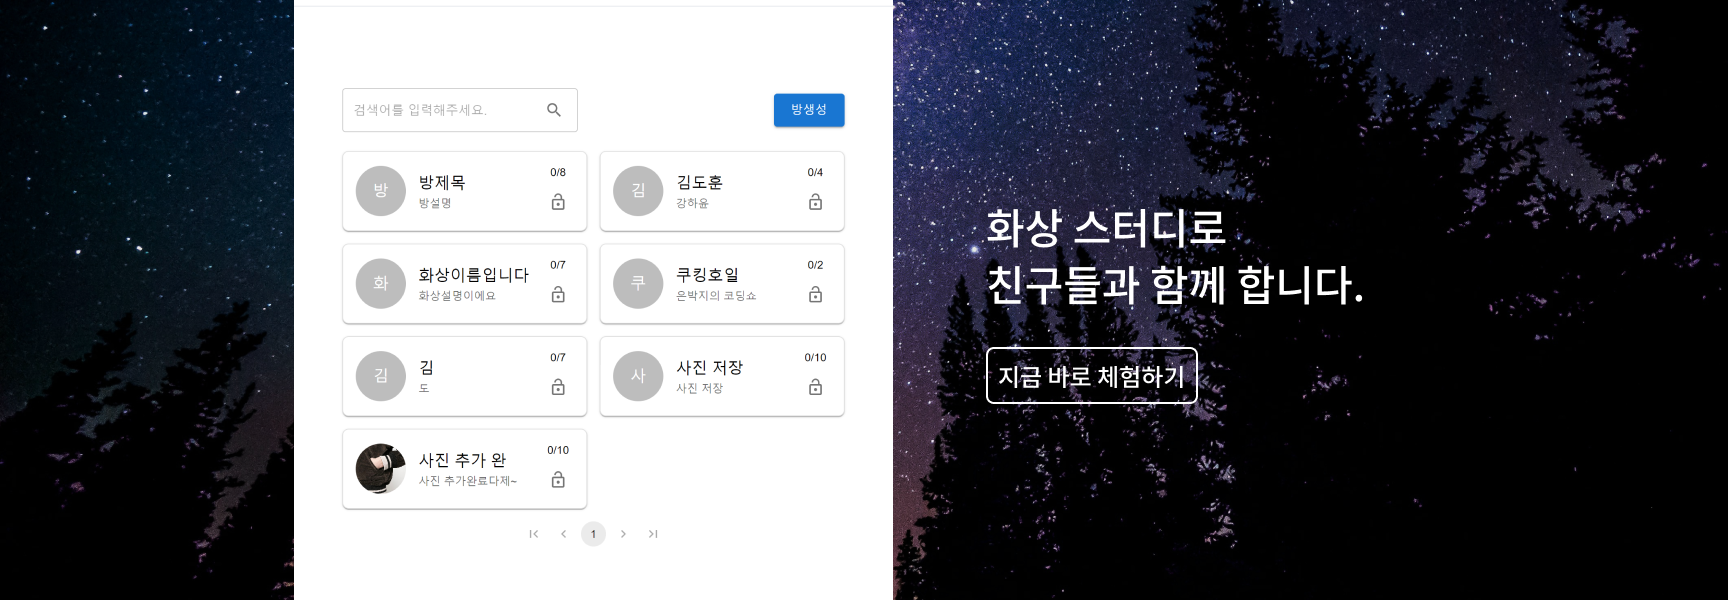 검색어를 입력해주세요.
방생성
방
방제목
방설명
0/8
김
김도훈
강하윤
0/4
화
화상이름입니다
화상설명이에요
0/7
쿠
쿠킹호일
은박지의 코딩쇼
0/2
김
김
도
0/7
사
사진 저장
사진 저장
0/10
사진 추가 완
사진 추가완료다제~
0/10
1
화상 스터디로
친구들과 함께 합니다.
지금 바로 체험하기